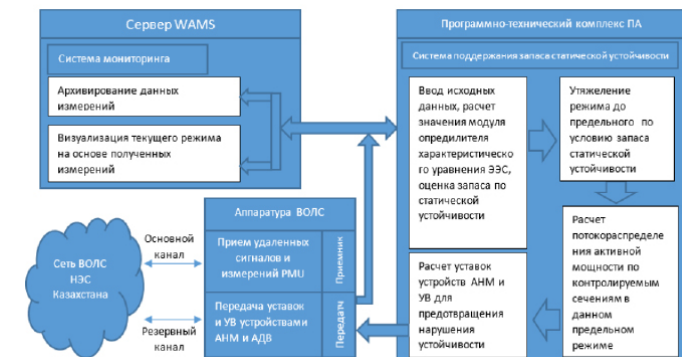 Сервер WAMS
Система мониторинга
Архивирование данных
измерений
Визуализация текущего режима
на основе полученных
измерений
Программно-технический комплекс ПА
Система поддержания запаса статической устойчивости
Ввод исходных
данных, расчет
значения модуля
опредилителя
характеристическо
го уравнения ЭЭС,
оценка запаса по
статической
устойчивости
Утяжеление
режима до
предельного по
условию запаса
статической
устойчивости
Расчет
потокораспределе
ния активной
мощности по
контролируемым
сечениям в
данном
предельном
режиме
Расчет уставок
устройств АНМ и
УВ для
предотвращения
нарушения
устойчивости
Аппаратура ВОЛС
Прием удаленных
сигналов и
измерений PMU
Приемник
Передача уставок
и УВ устройствами
АНМ и АДВ
Передатч
Основной
канал
Резервный
канал
Сеть ВОЛС
НЭС
Казахстана